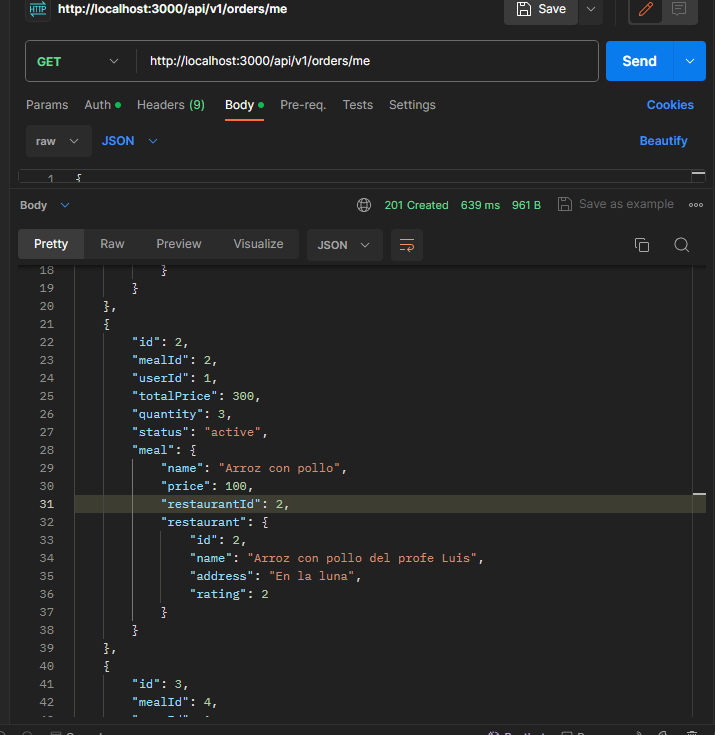 HTTP http://localhost:3000/api/v1/orders/me Save
GET http://localhost:3000/api/v1/orders/me Send
Params Auth Headers (9) Body Pre-req. Tests Settings Cookies
raw JSON Beautify
1 {
Body 201 Created 639 ms 961 B Save as example
Pretty Raw Preview Visualize JSON
18 }
19 }
20 },
21 {
22 "id": 2,
23 "mealId": 2,
24 "userId": 1,
25 "totalPrice": 300,
26 "quantity": 3,
27 "status": "active",
28 "meal": {
29 "name": "Arroz con pollo",
30 "price": 100,
31 "restaurantId": 2,
32 "restaurant": {
33 "id": 2,
34 "name": "Arroz con pollo del profe Luis",
35 "address": "En la luna",
36 "rating": 2
37 }
38 }
39 },
40 {
41 "id": 3,
42 "mealId": 4,